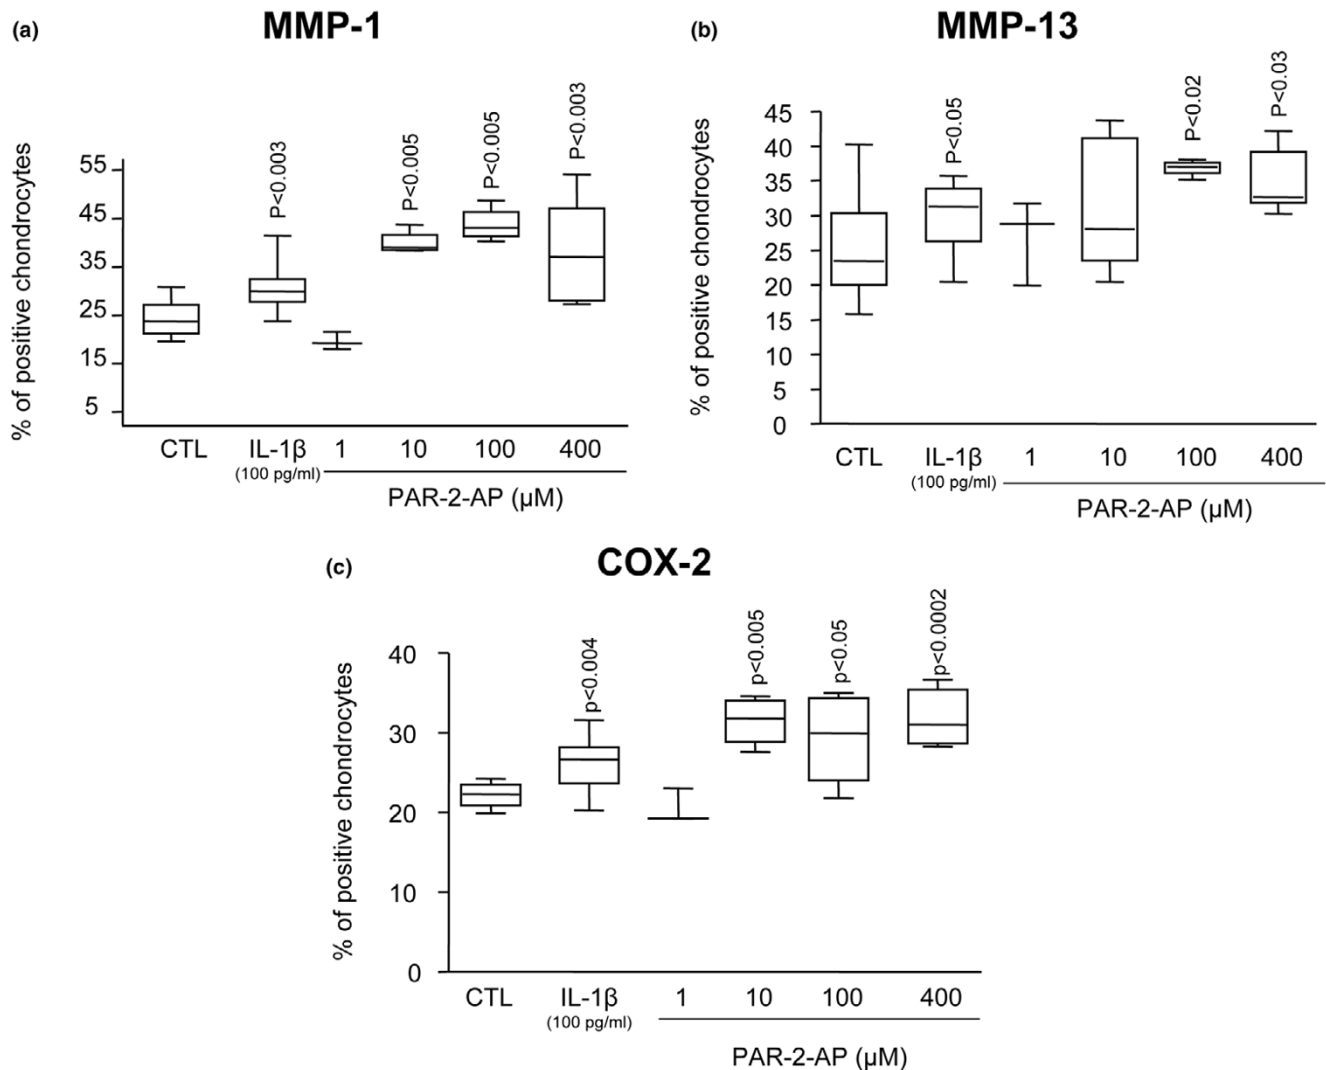 (a)
MMP-1
% of positive chondrocytes
55
45
35
25
15
5
P<0.003
P<0.005
P<0.005
P<0.003
CTL IL-1β 1 10 100 400
(100 pg/ml)
PAR-2-AP (µM)
(b)
MMP-13
% of positive chondrocytes
45
40
35
30
25
20
15
10
5
0
P<0.05
P<0.02
P<0.03
CTL IL-1β 1 10 100 400
(100 pg/ml)
PAR-2-AP (µM)
(c)
COX-2
% of positive chondrocytes
40
30
20
10
0
p<0.004
p<0.005
p<0.05
p<0.0002
CTL IL-1β 1 10 100 400
(100 pg/ml)
PAR-2-AP (µM)